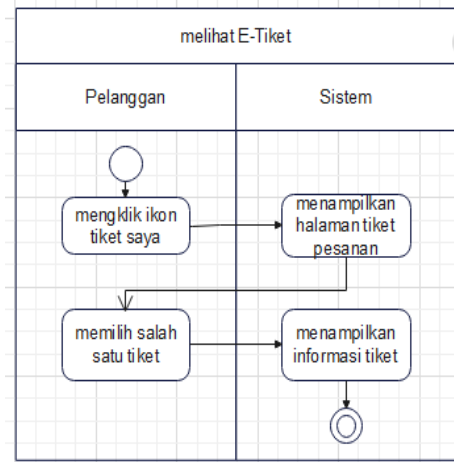 melihat E-Tiket
Pelanggan
Sistem
mengklik ikon
tiket saya
menampilkan
halaman tiket
pesanan
memilih salah
satu tiket
menampilkan
informasi tiket